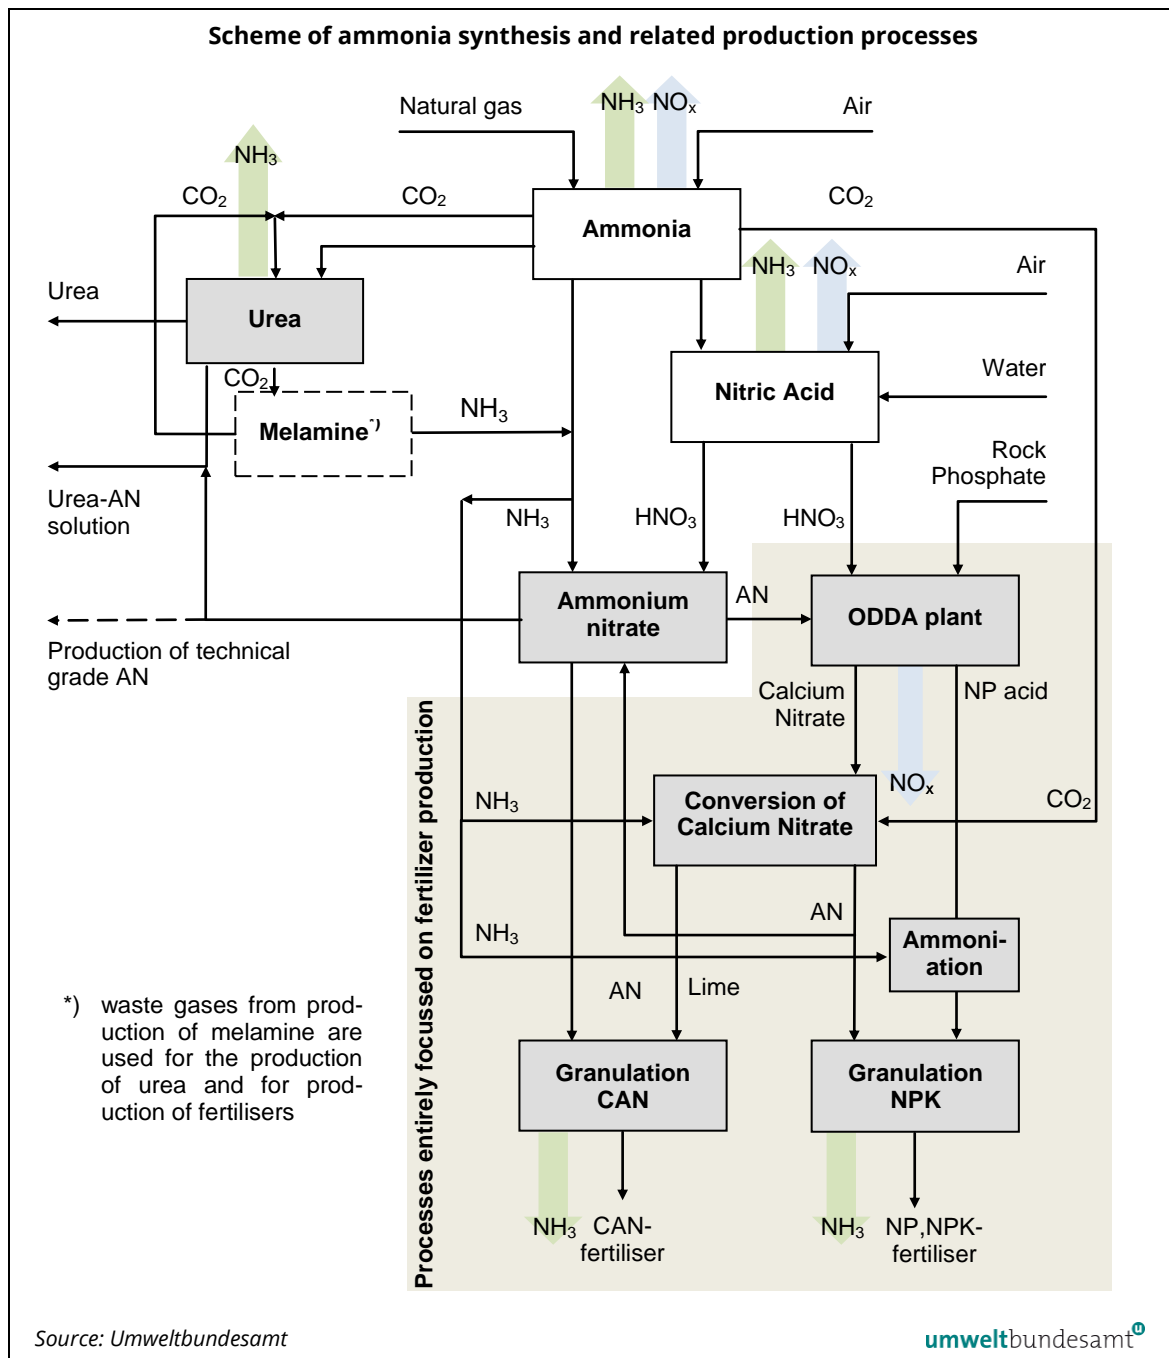 Scheme of ammonia synthesis and related production processes
Natural gas
NH₃
NOₓ
Air
NH₃
CO₂
CO₂
CO₂
Ammonia
NH₃
NOₓ
Air
Urea
Urea
CO₂
Water
Nitric Acid
Melamine*)
NH₃
Rock
Phosphate
Urea-AN
solution
NH₃
HNO₃
HNO₃
Ammonium
nitrate
AN
ODDA plant
Production of technical
grade AN
Calcium
Nitrate
NP acid
NOₓ
Conversion of
Calcium Nitrate
NH₃
CO₂
AN
NH₃
Ammoni-
ation
AN
Lime
*) waste gases from prod-
uction of melamine are
used for the production
of urea and for prod-
uction of fertilisers
Granulation
CAN
Granulation
NPK
Processes entirely focussed on fertilizer production
NH₃
CAN-
fertiliser
NH₃
NP,NPK-
fertiliser
Source: Umweltbundesamt
umweltbundesamt u